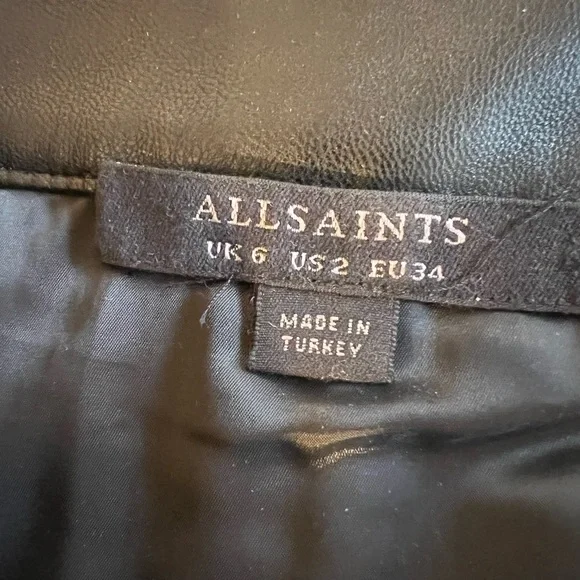 ALLSAINTS
UK 6 US 2 EU 34
MADE IN
TURKEY